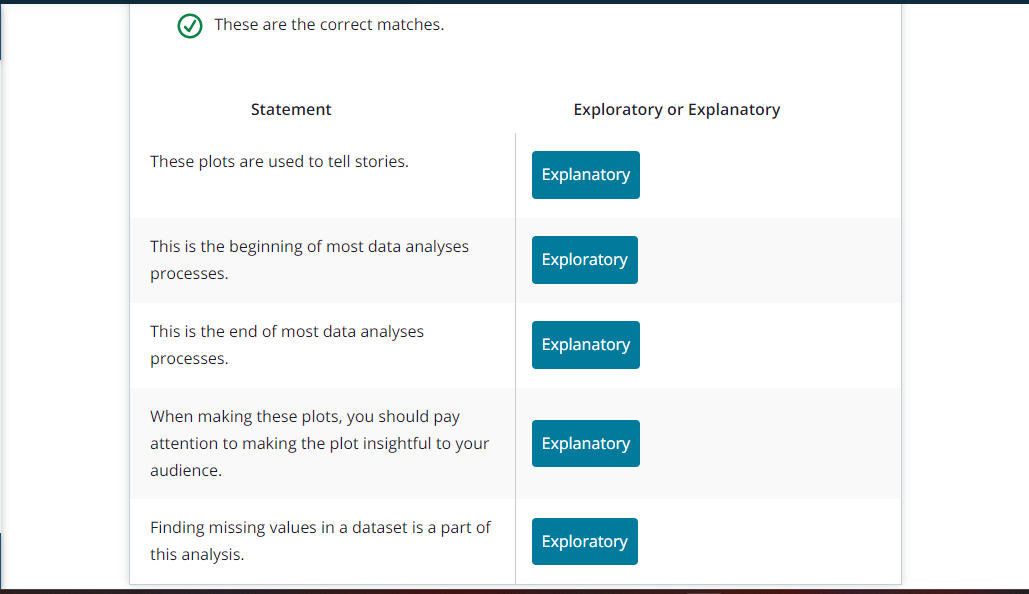 These are the correct matches.
Statement
Exploratory or Explanatory
These plots are used to tell stories.
Explanatory
This is the beginning of most data analyses
processes.
Exploratory
This is the end of most data analyses
processes.
Explanatory
When making these plots, you should pay
attention to making the plot insightful to your
audience.
Explanatory
Finding missing values in a dataset is a part of
this analysis.
Exploratory